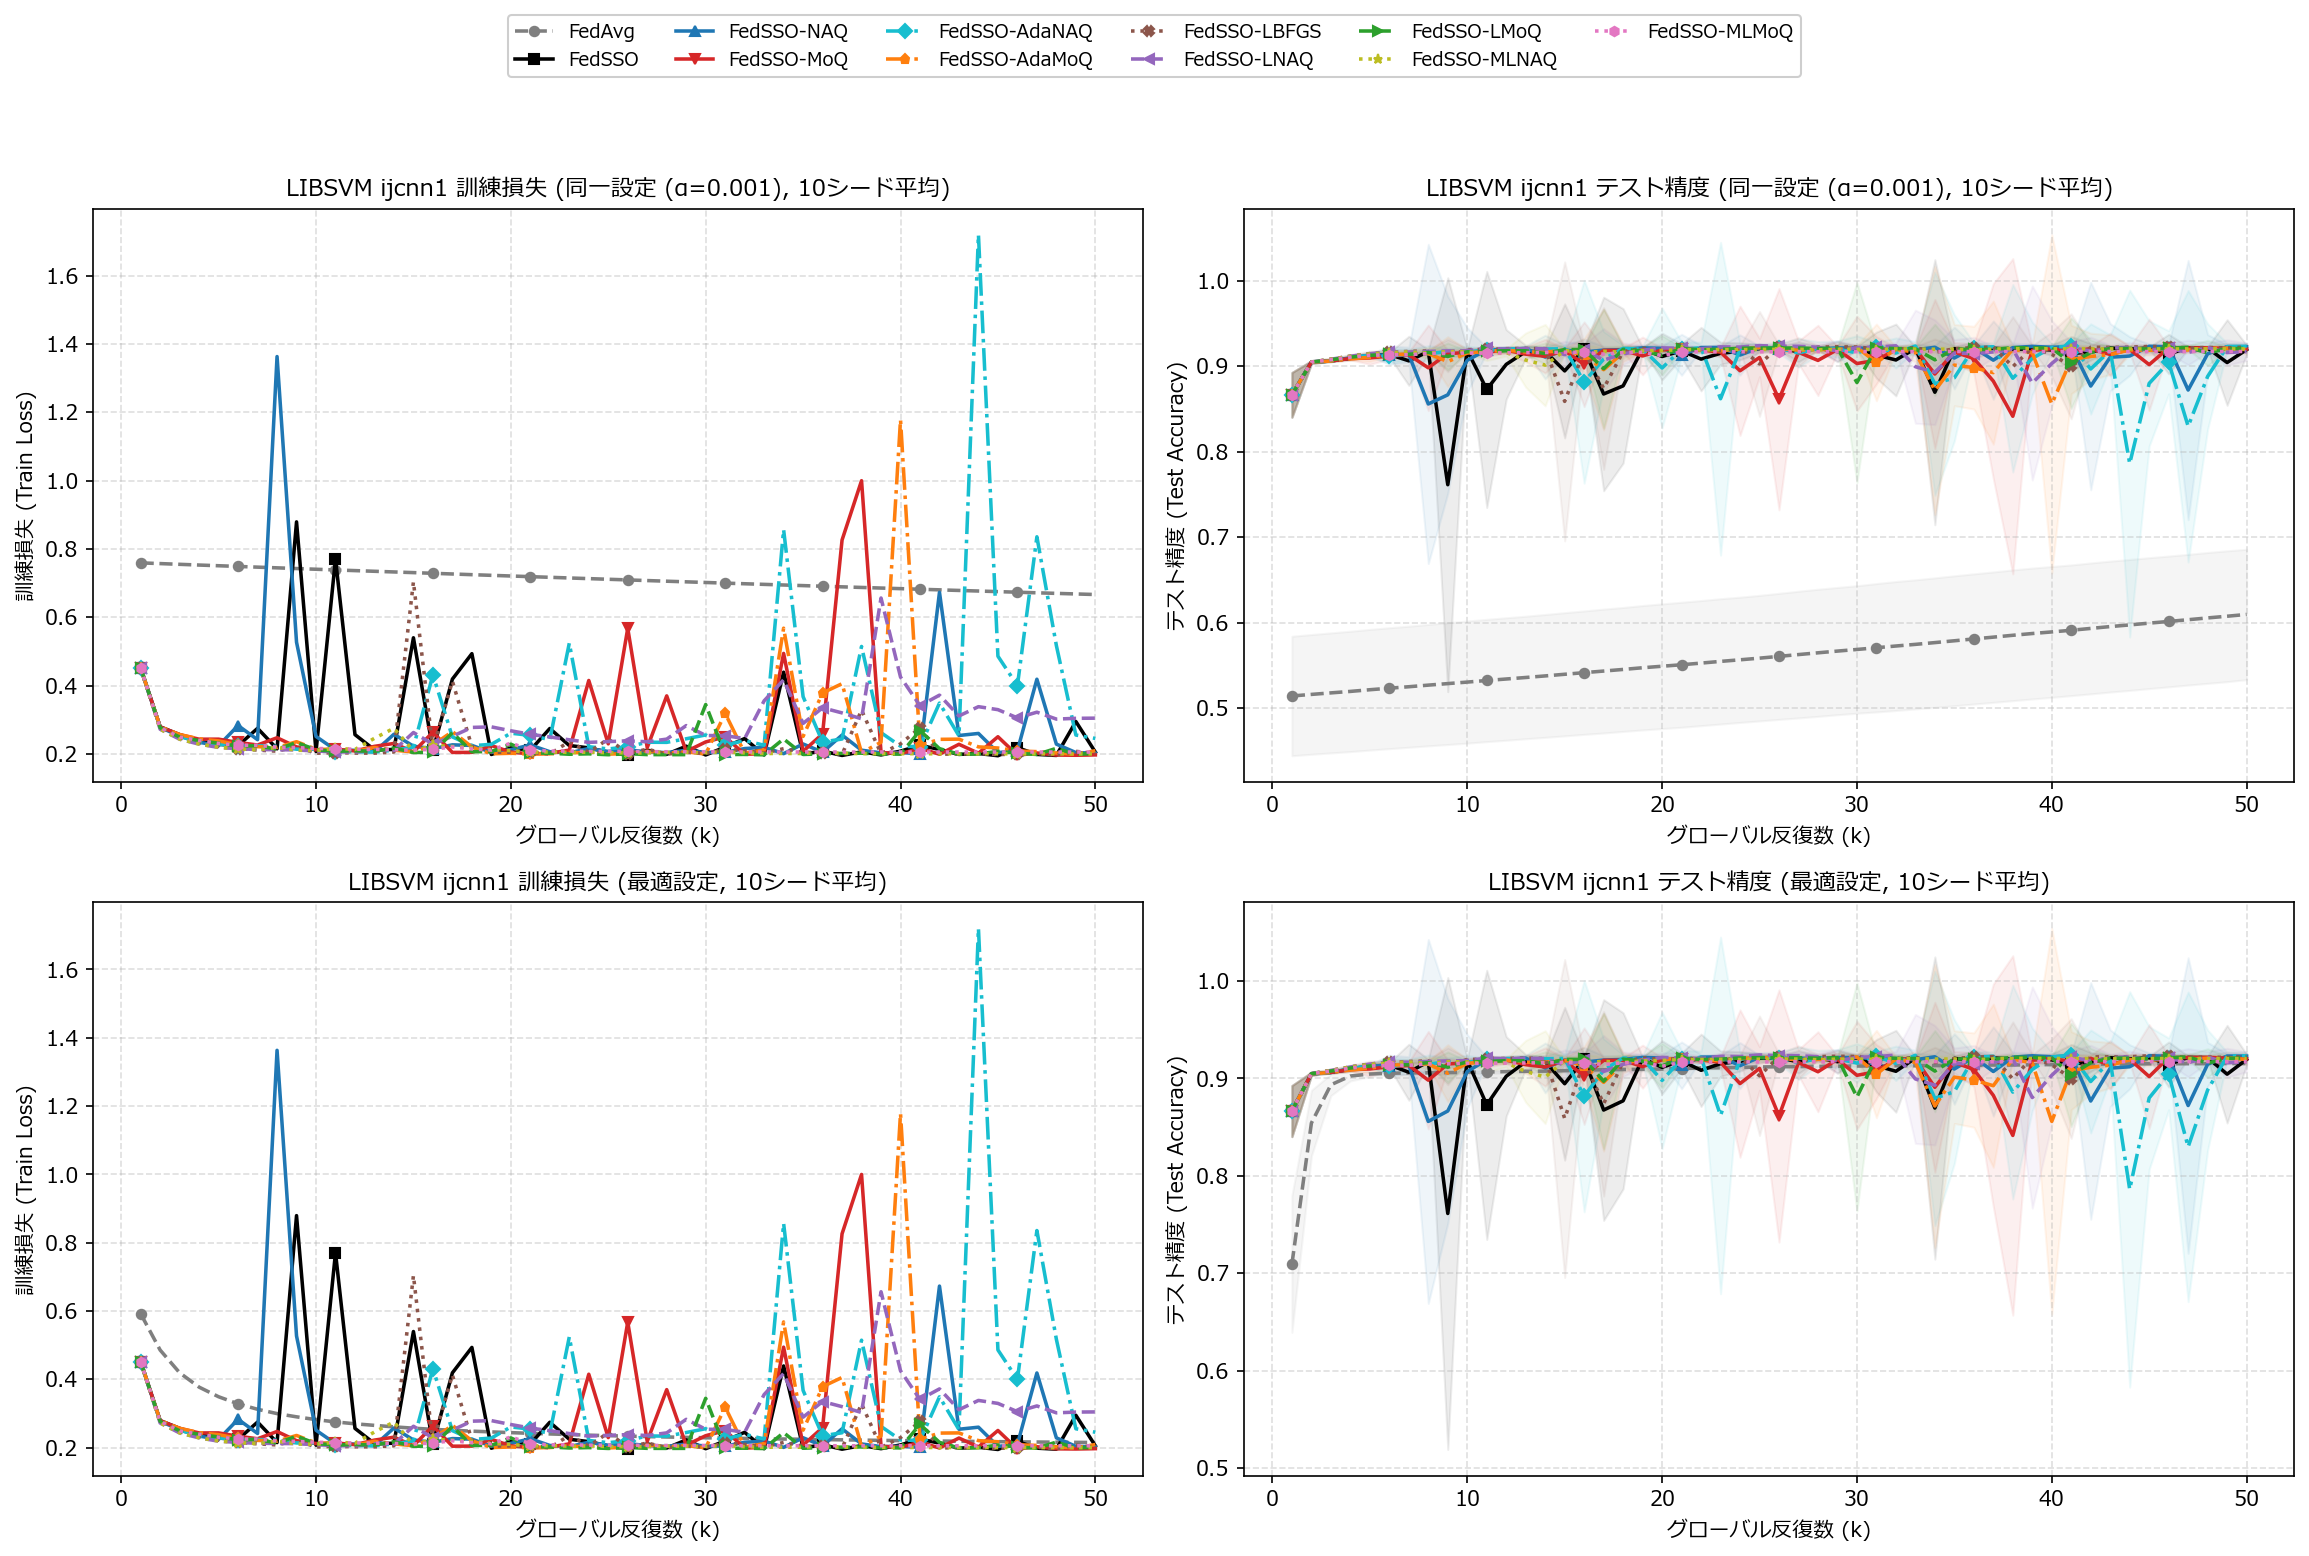 FedAvg FedSSO-NAQ FedSSO-AdaNAQ FedSSO-LBFGS FedSSO-LMoQ FedSSO-MLMoQ
FedSSO FedSSO-MoQ FedSSO-AdaMoQ FedSSO-LNAQ FedSSO-MLNAQ
LIBSVM ijcnn1 訓練損失 (同一設定 (α=0.001), 10シード平均)
訓練損失 (Train Loss)
1.6
1.4
1.2
1.0
0.8
0.6
0.4
0.2
0 10 20 30 40 50
グローバル反復数 (k)
LIBSVM ijcnn1 テスト精度 (同一設定 (α=0.001), 10シード平均)
テスト精度 (Test Accuracy)
1.0
0.9
0.8
0.7
0.6
0.5
0 10 20 30 40 50
グローバル反復数 (k)
LIBSVM ijcnn1 訓練損失 (最適設定, 10シード平均)
訓練損失 (Train Loss)
1.6
1.4
1.2
1.0
0.8
0.6
0.4
0.2
0 10 20 30 40 50
グローバル反復数 (k)
LIBSVM ijcnn1 テスト精度 (最適設定, 10シード平均)
テスト精度 (Test Accuracy)
1.0
0.9
0.8
0.7
0.6
0.5
0 10 20 30 40 50
グローバル反復数 (k)